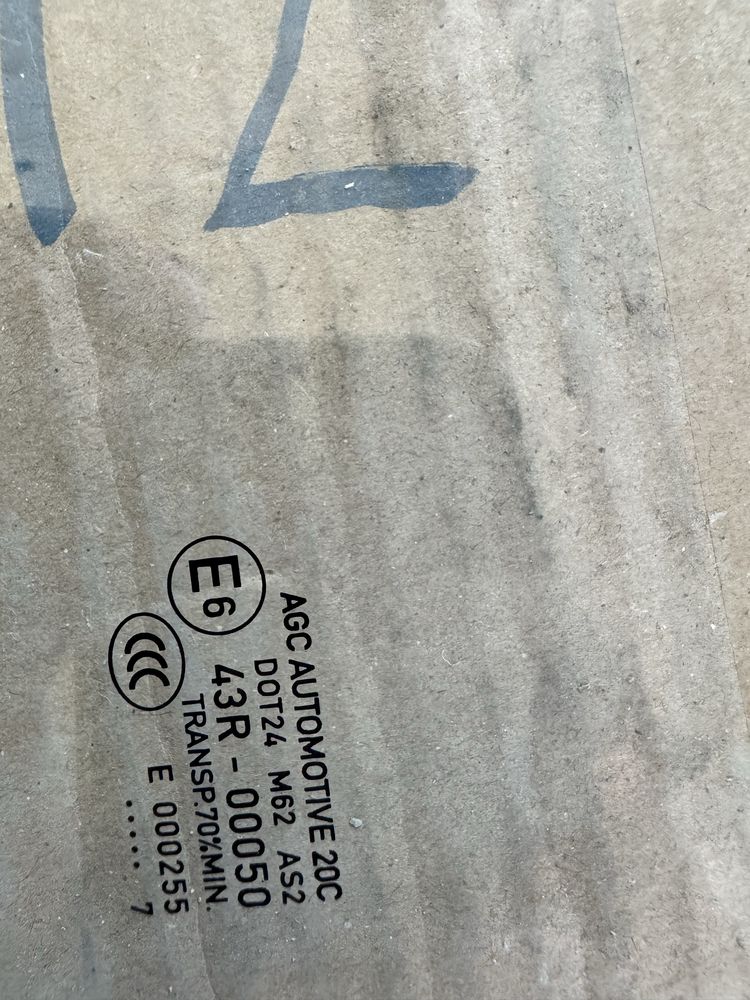 AGC AUTOMOTIVE 20C
DOT24 M62 AS2
E6 43R - 00050
TRANSP.70%MIN.
CCC E 000255
..... 7